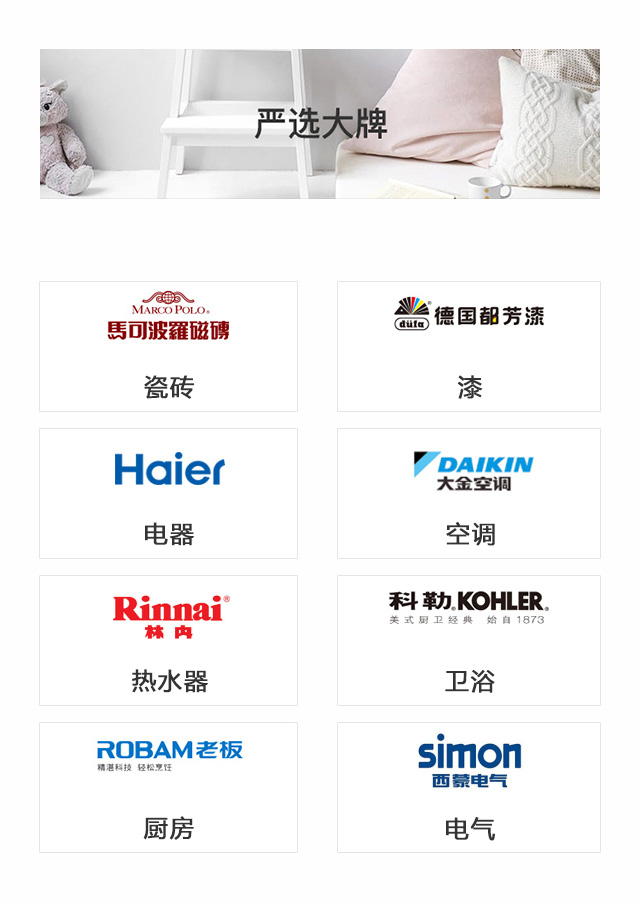 严选大牌
MARCO POLO®
馬可波羅磁磚
瓷砖
düfa® 德国都芳漆
漆
Haier
电器
DAIKIN
大金空调
空调
Rinnai®
林内
热水器
科勒®KOHLER®
美式厨卫经典 始自1873
卫浴
ROBAM老板
精湛科技 轻松烹饪
厨房
simon
西蒙电气
电气